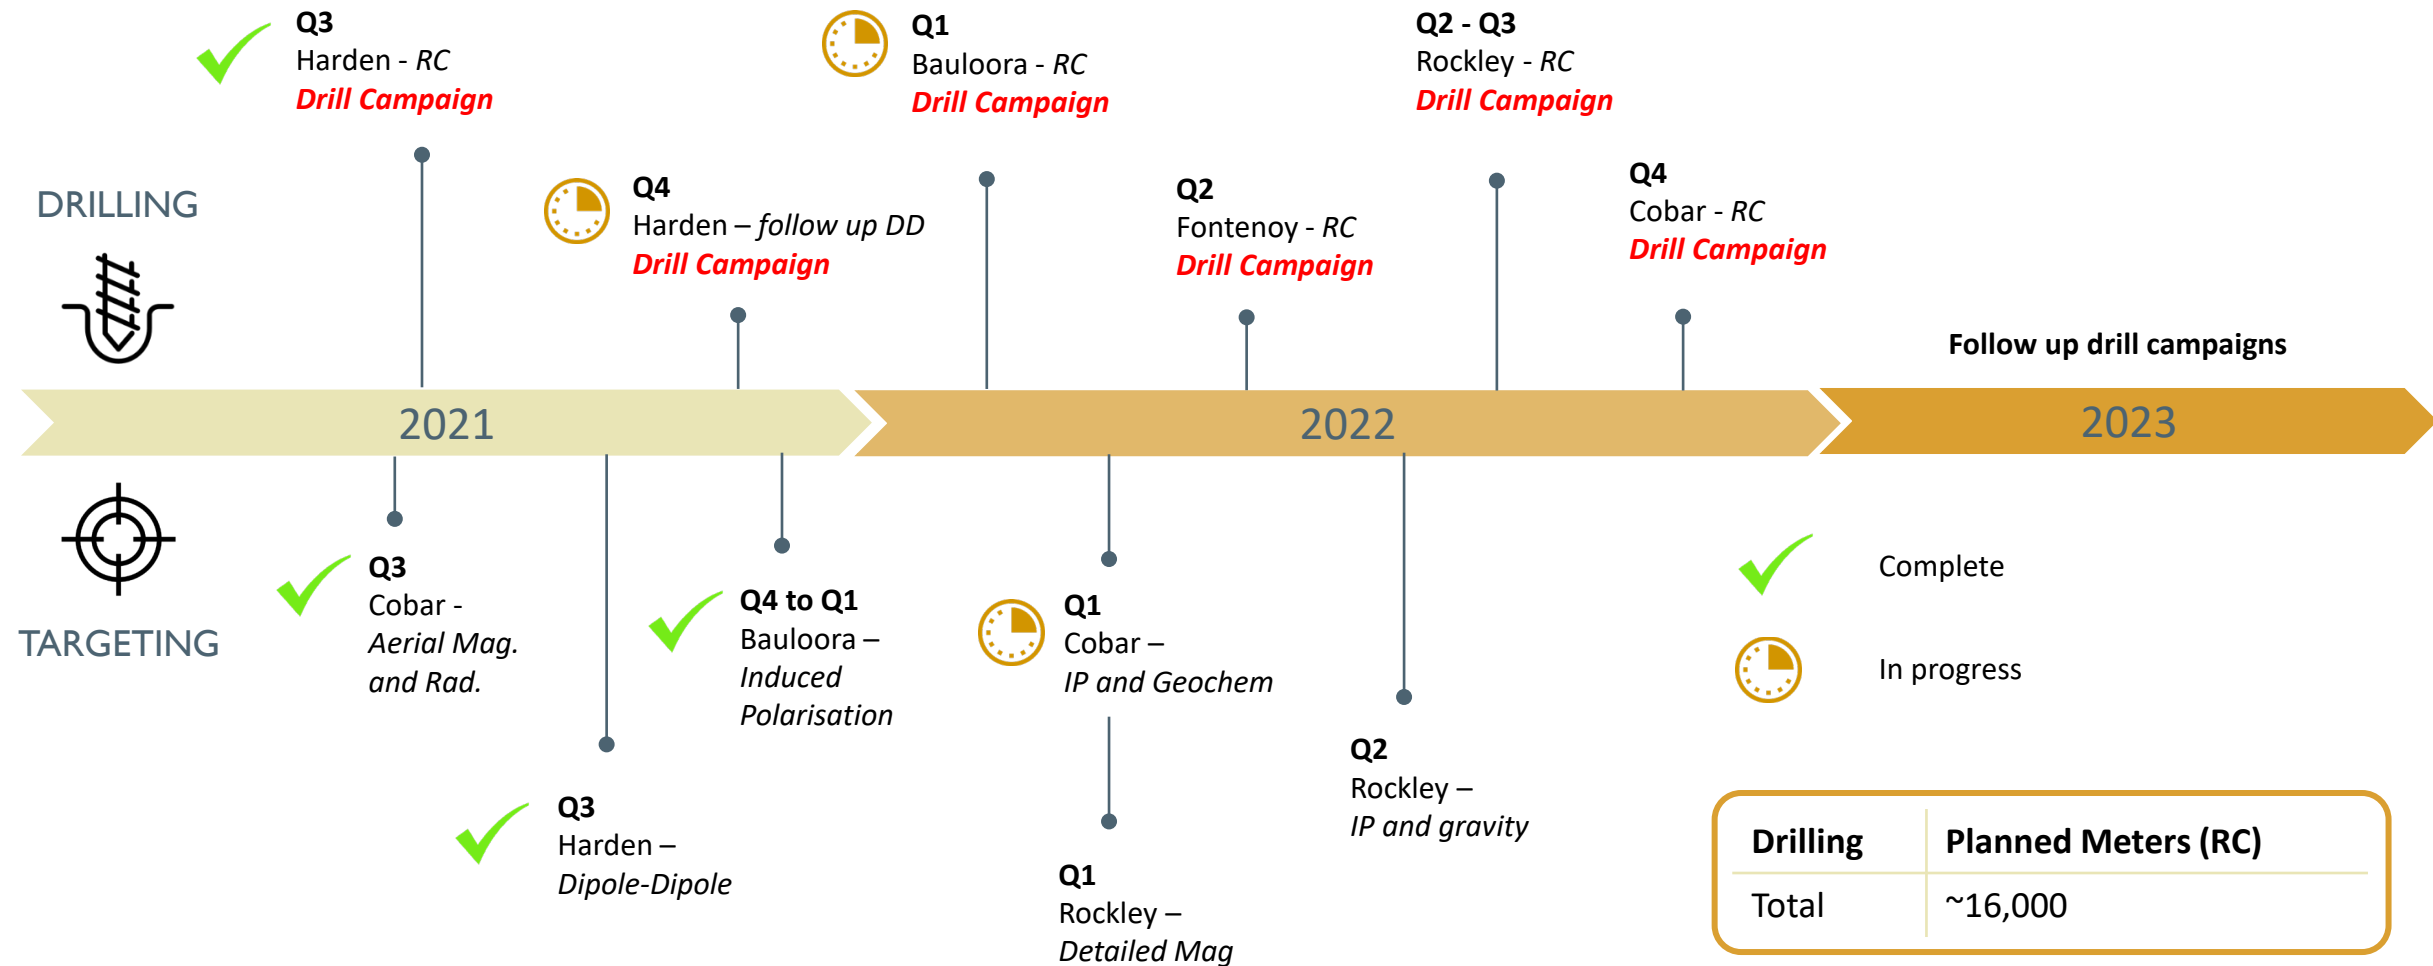 Q3
Harden - RC
Drill Campaign
Q1
Bauloora - RC
Drill Campaign
Q2 - Q3
Rockley - RC
Drill Campaign
DRILLING
Q4
Harden – follow up DD
Drill Campaign
Q2
Fontenoy - RC
Drill Campaign
Q4
Cobar - RC
Drill Campaign
Follow up drill campaigns
2021
2022
2023
TARGETING
Q3
Cobar -
Aerial Mag.
and Rad.
Q3
Harden –
Dipole-Dipole
Q4 to Q1
Bauloora –
Induced
Polarisation
Q1
Cobar –
IP and Geochem
Q1
Rockley –
Detailed Mag
Q2
Rockley –
IP and gravity
Complete
In progress
Drilling Planned Meters (RC)
Total ~16,000